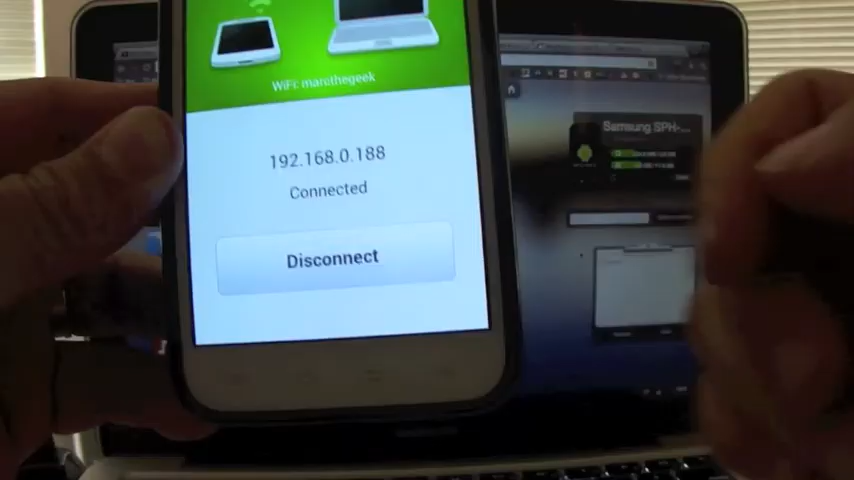 WiFi: marcthegeek
192.168.0.188
Connected
Disconnect
Samsung SPH-...